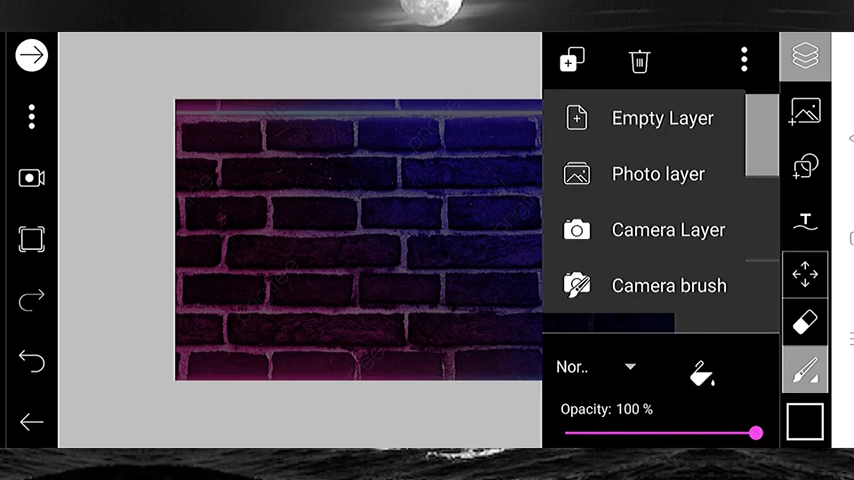 Empty Layer
Photo layer
Camera Layer
Camera brush
Nor..
Opacity: 100 %
T